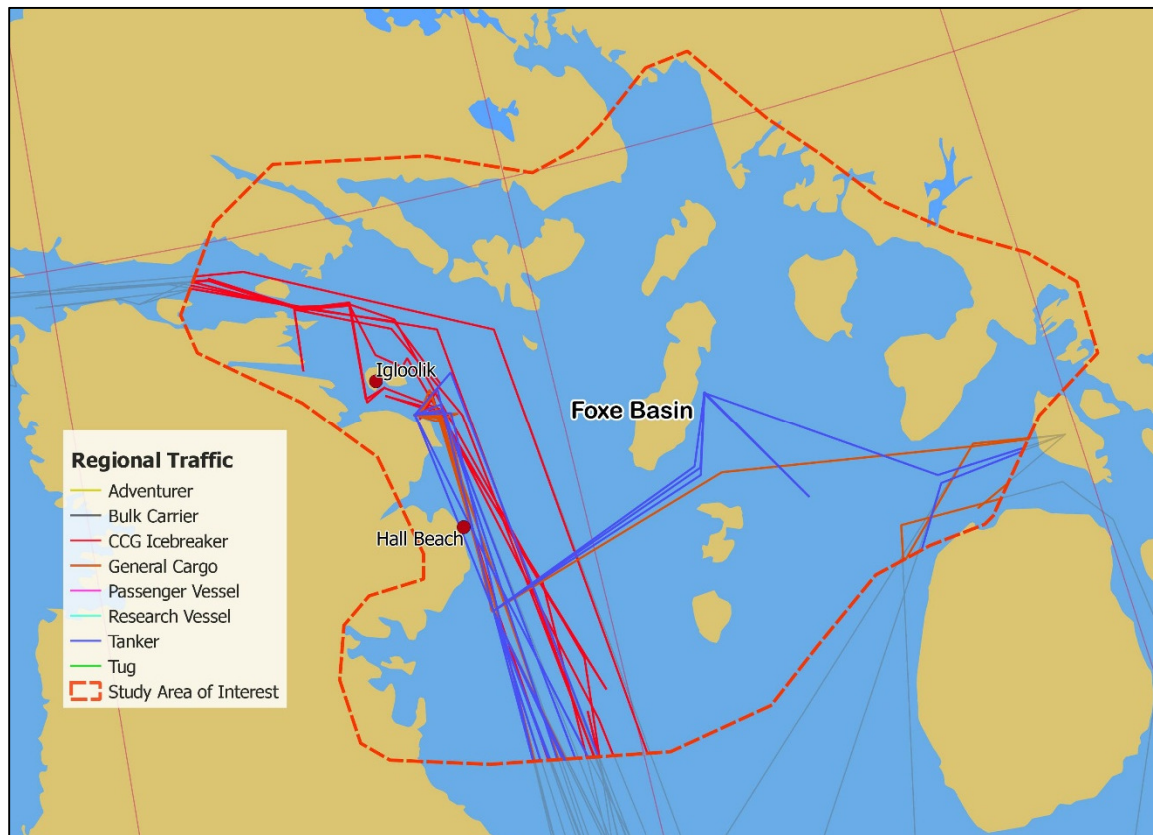 Igloolik
Foxe Basin
Hall Beach
Regional Traffic
Adventurer
Bulk Carrier
CCG Icebreaker
General Cargo
Passenger Vessel
Research Vessel
Tanker
Tug
Study Area of Interest